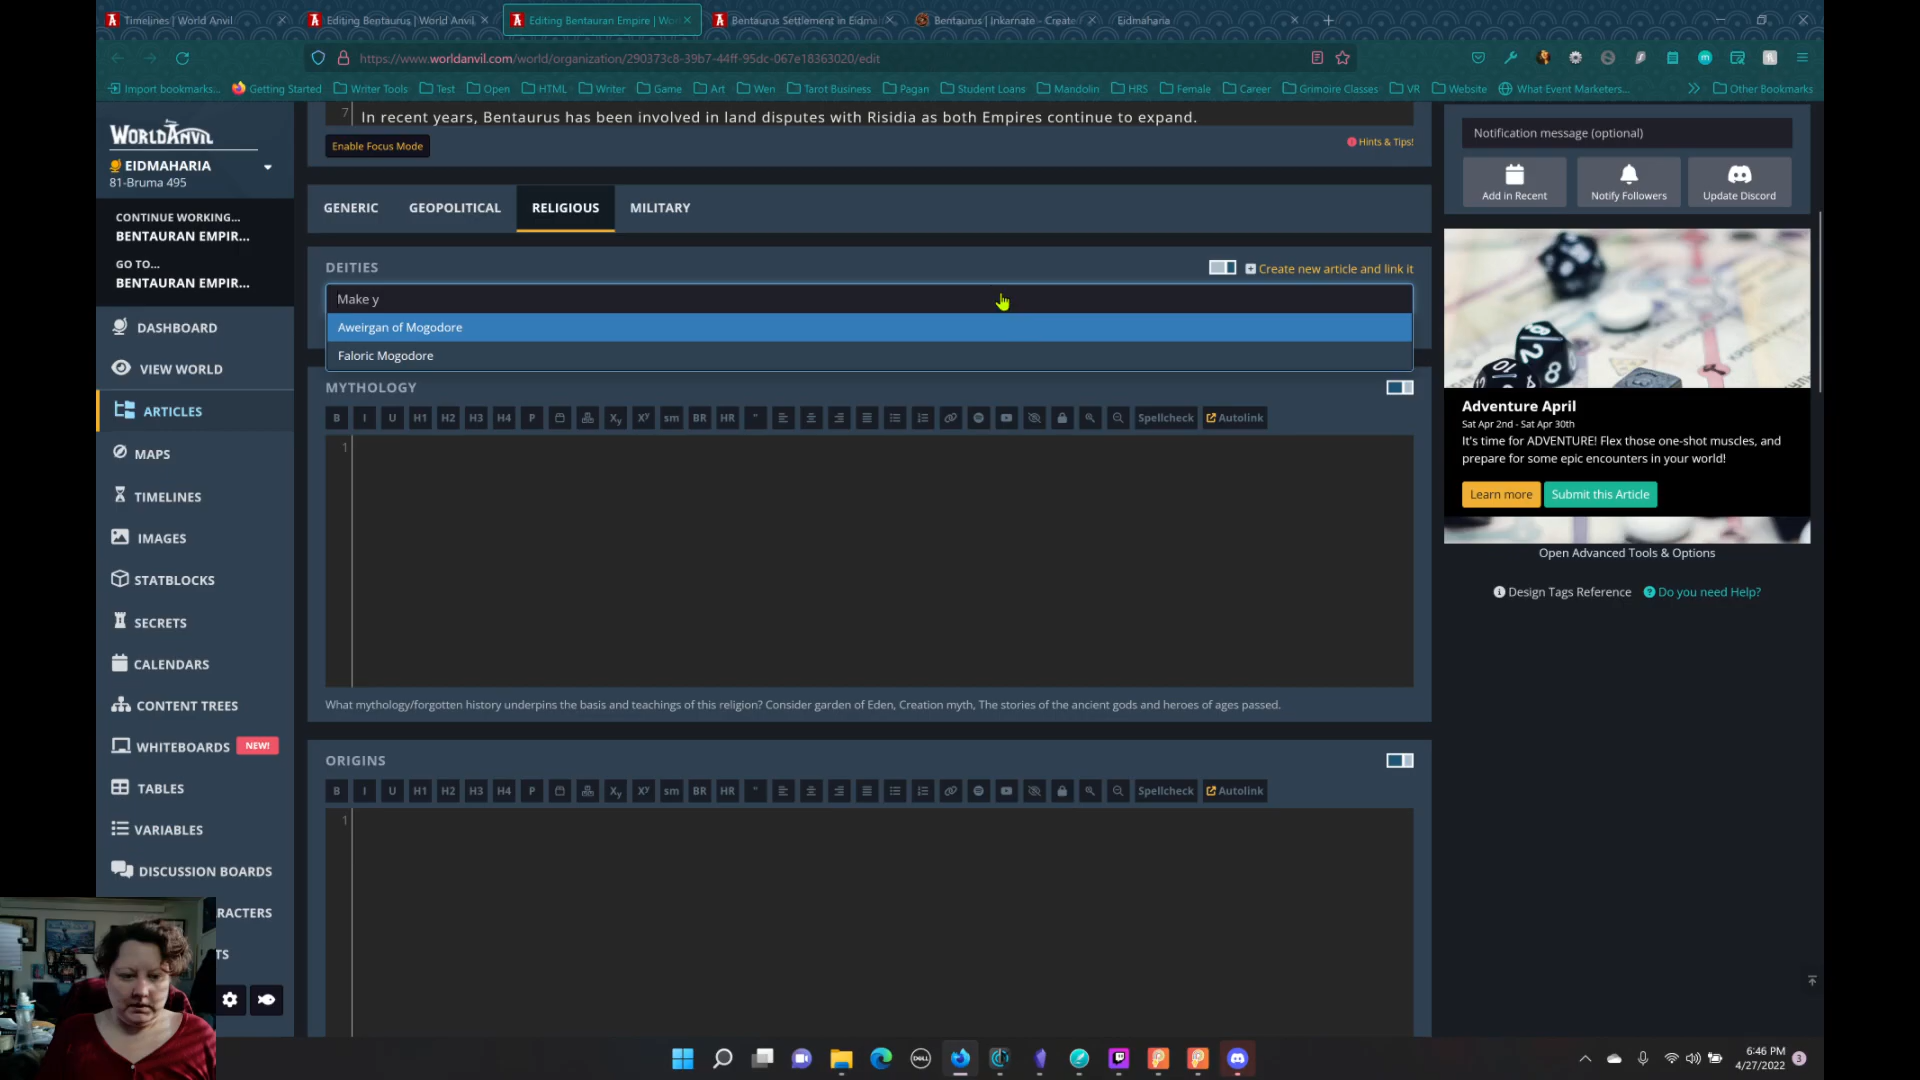 Timelines | World Anvil
Editing Bentaurus | World Anvil
Editing Bentauran Empire | Wor
Bentaurus Settlement in Eidma
Bentaurus | Inkarnate - Create
Eidmaharia
https://www.worldanvil.com/world/organization/290373c8-39b7-44ff-95dc-067e18363020/edit
Import bookmarks... Getting Started Writer Tools Test Open HTML Writer Game Art Wen Tarot Business Pagan Student Loans Mandolin HRS Female Career Grimoire Classes VR Website What Event Marketers... Other Bookmarks
WORLDANVIL
EIDMAHARIA
81-Bruma 495
CONTINUE WORKING...
BENTAURAN EMPIR...
GO TO...
BENTAURAN EMPIR...
DASHBOARD
VIEW WORLD
ARTICLES
MAPS
TIMELINES
IMAGES
STATBLOCKS
SECRETS
CALENDARS
CONTENT TREES
WHITEBOARDS NEW!
TABLES
VARIABLES
DISCUSSION BOARDS
RACTERS
TS
7 In recent years, Bentaurus has been involved in land disputes with Risidia as both Empires continue to expand.
Enable Focus Mode
Hints & Tips!
GENERIC GEOPOLITICAL RELIGIOUS MILITARY
DEITIES
Create new article and link it
Make y
Aweirgan of Mogodore
Faloric Mogodore
MYTHOLOGY
B I U H1 H2 H3 H4 P Xy Xy sm BR HR " Spellcheck Autolink
1
What mythology/forgotten history underpins the basis and teachings of this religion? Consider garden of Eden, Creation myth, The stories of the ancient gods and heroes of ages passed.
ORIGINS
B I U H1 H2 H3 H4 P Xy Xy sm BR HR " Spellcheck Autolink
1
Notification message (optional)
Add in Recent
Notify Followers
Update Discord
Adventure April
Sat Apr 2nd - Sat Apr 30th
It's time for ADVENTURE! Flex those one-shot muscles, and
prepare for some epic encounters in your world!
Learn more Submit this Article
Open Advanced Tools & Options
Design Tags Reference Do you need Help?
DELL
6:46 PM
4/27/2022
3